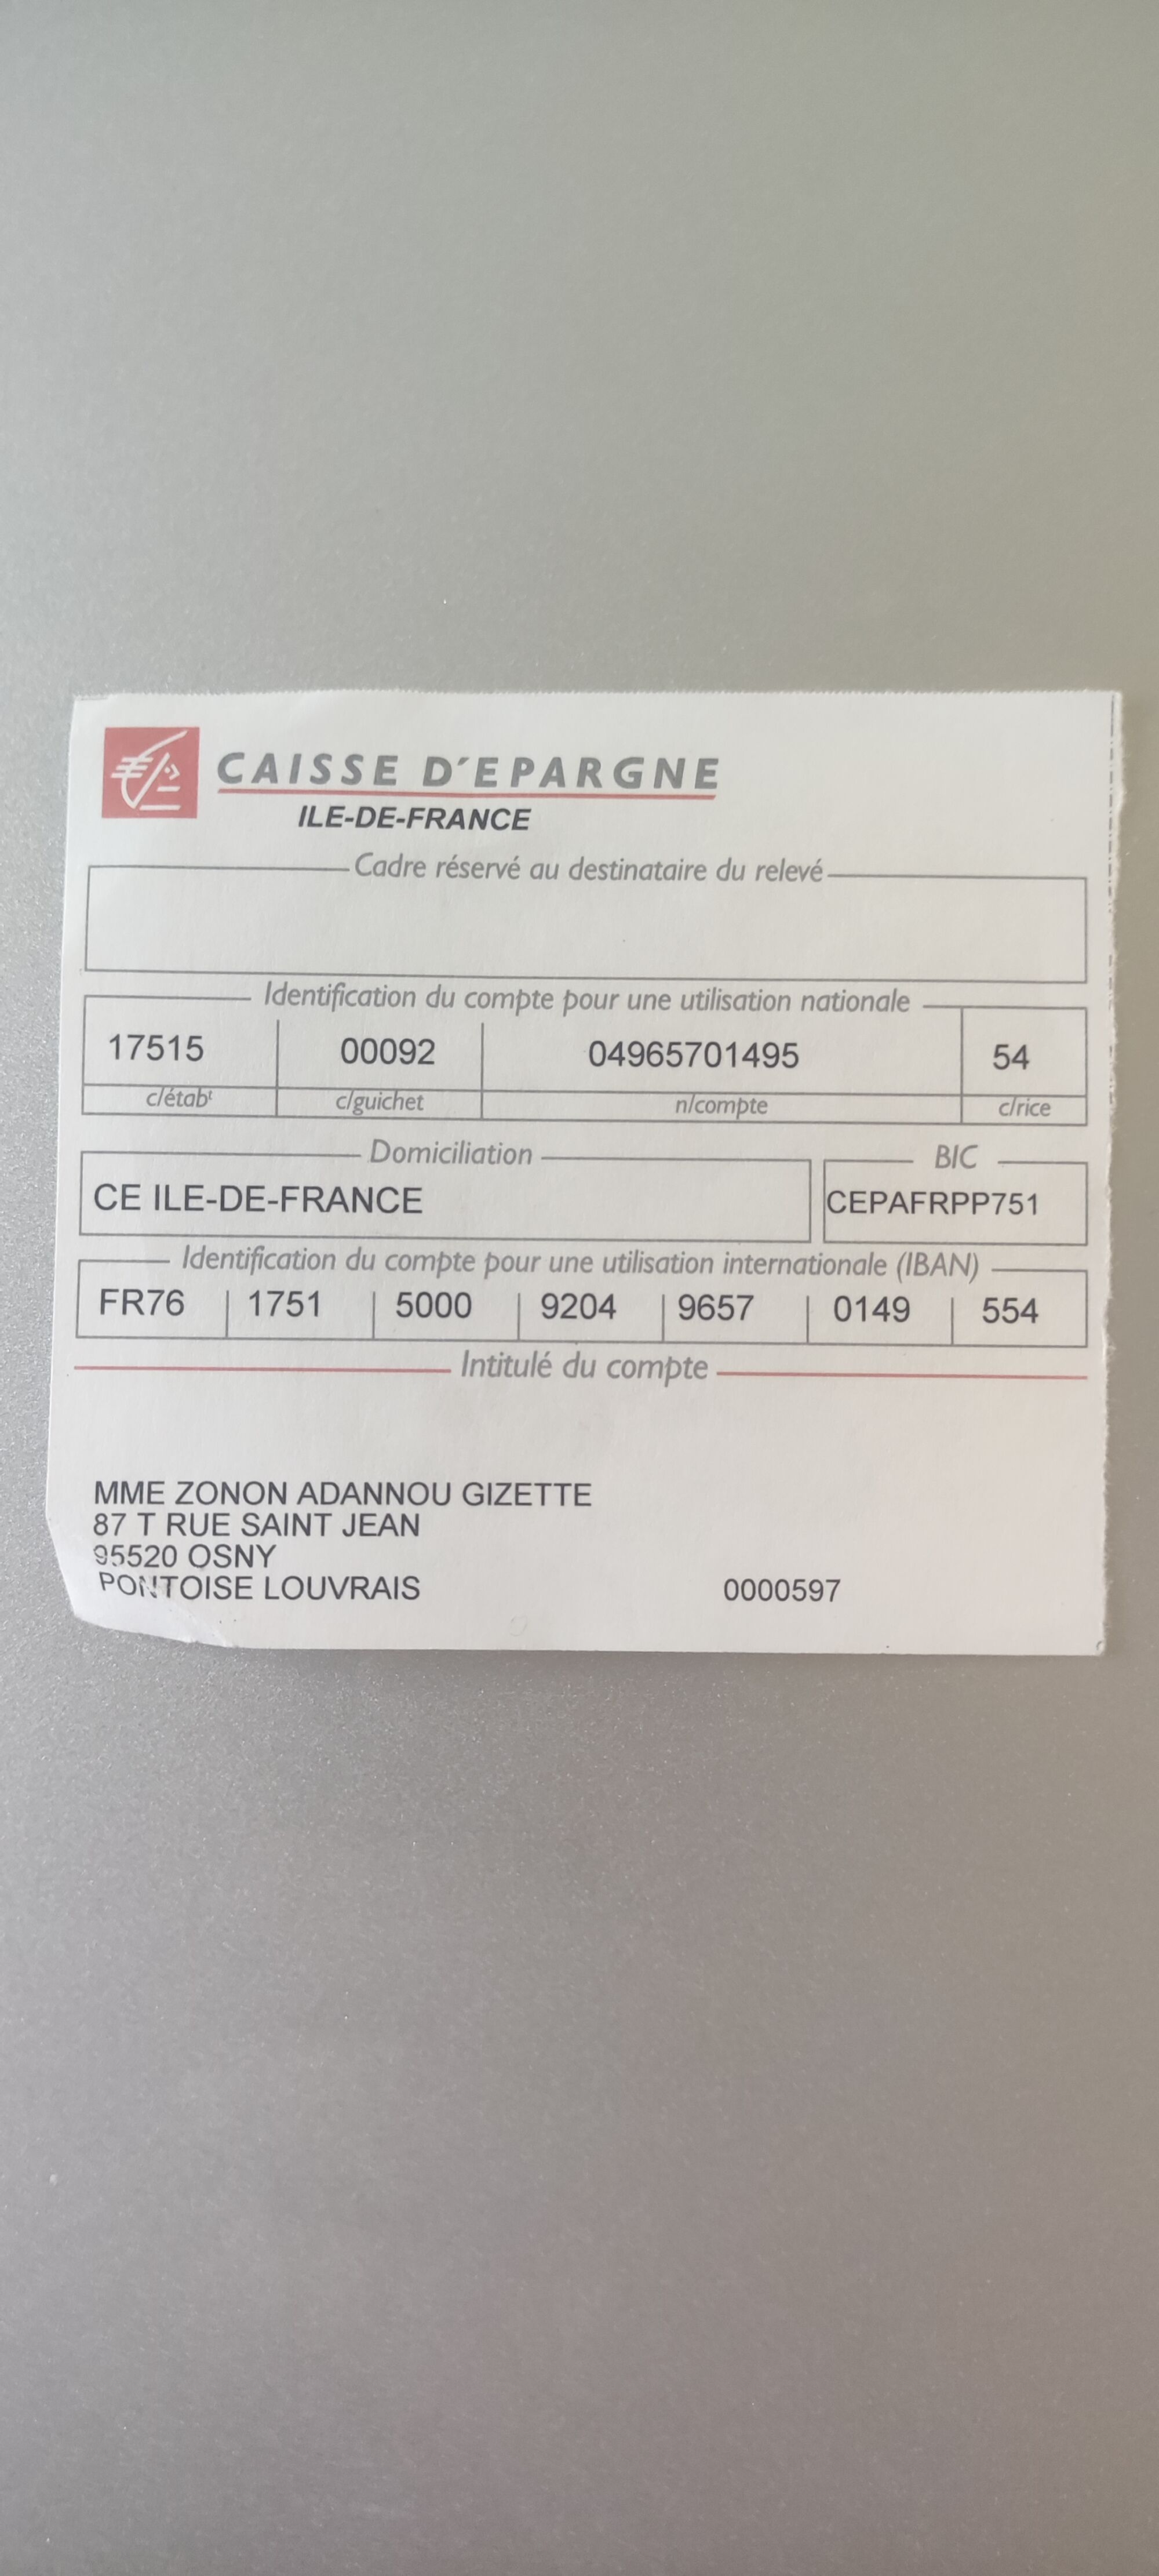 CAISSE D'EPARGNE
ILE-DE-FRANCE
Cadre réservé au destinataire du relevé
Identification du compte pour une utilisation nationale
17515 00092 04965701495 54
c/étabᵗ c/guichet n/compte c/rice
Domiciliation BIC
CE ILE-DE-FRANCE CEPAFRPP751
Identification du compte pour une utilisation internationale (IBAN)
FR76 1751 5000 9204 9657 0149 554
Intitulé du compte
MME ZONON ADANNOU GIZETTE
87 T RUE SAINT JEAN
95520 OSNY
PONTOISE LOUVRAIS 0000597